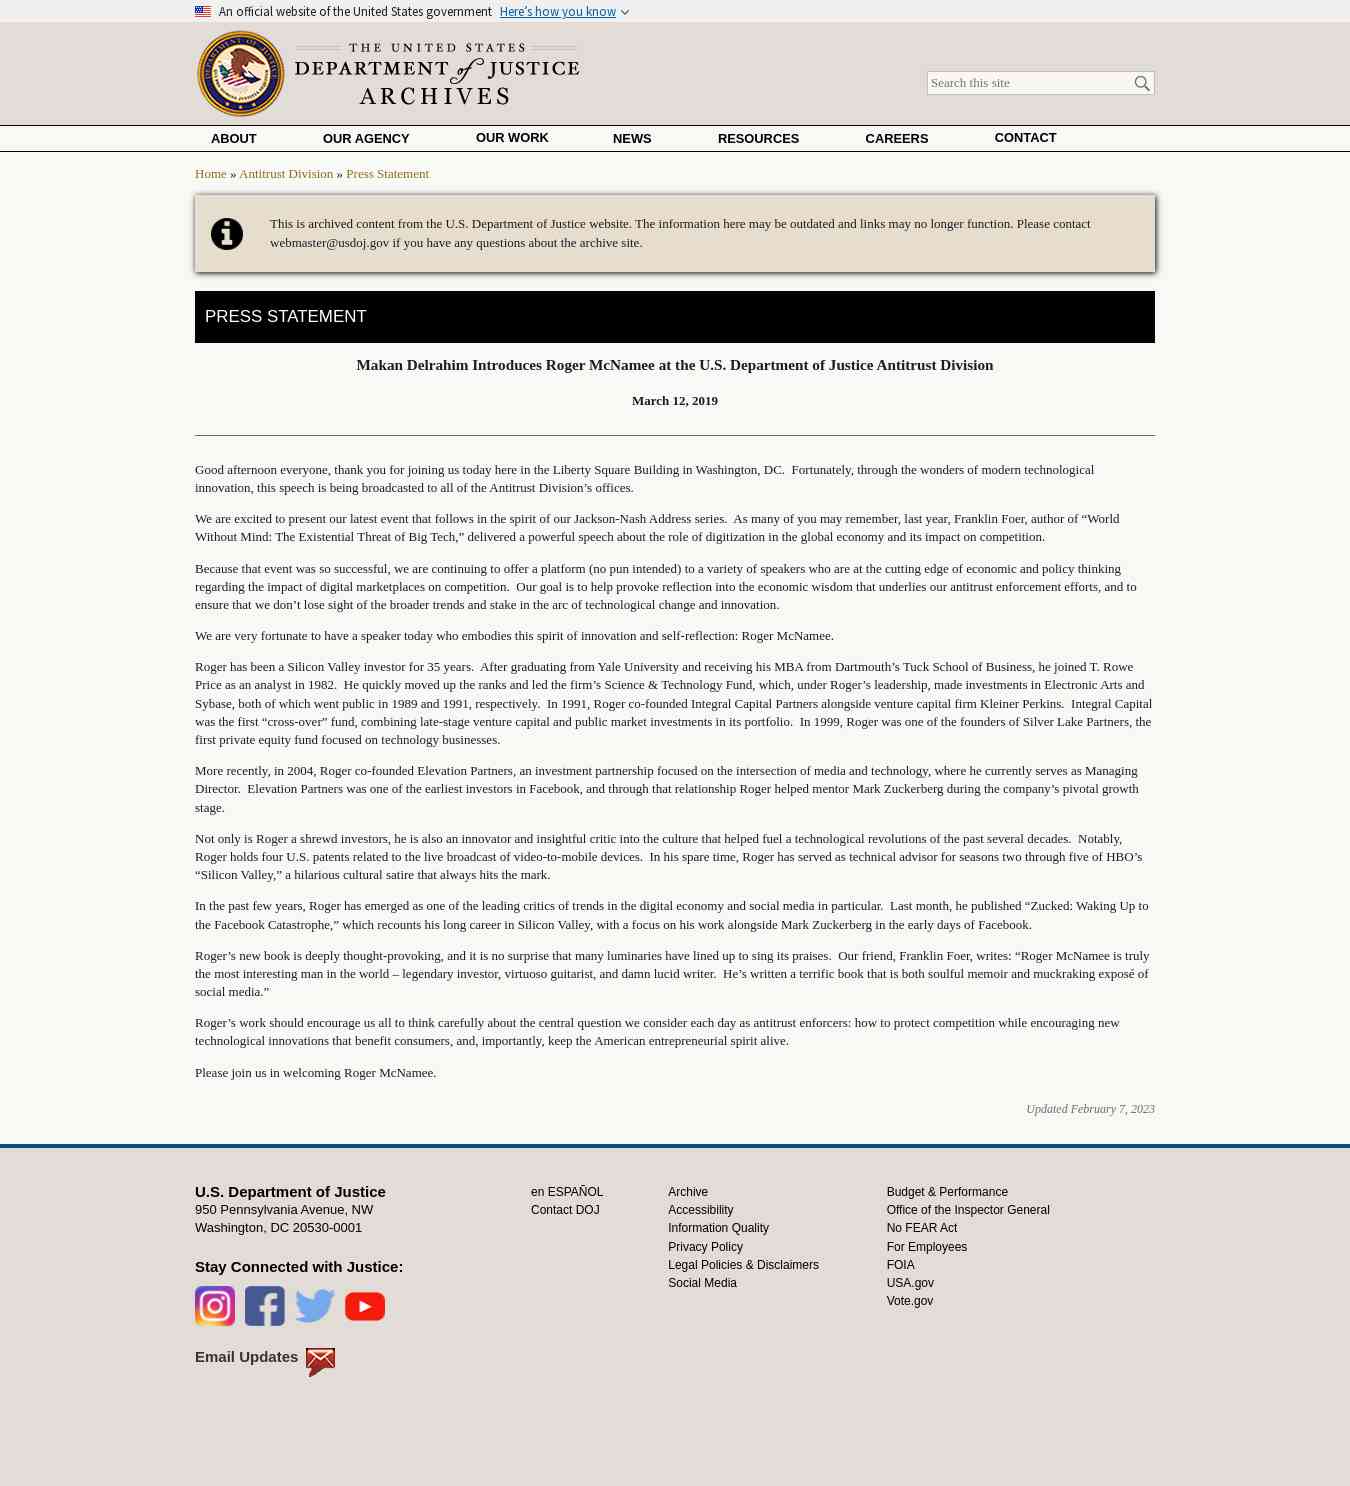 An official website of the United States government Here's how you know
THE UNITED STATES
DEPARTMENT of JUSTICE
ARCHIVES
Search this site
ABOUT OUR AGENCY OUR WORK NEWS RESOURCES CAREERS CONTACT
Home » Antitrust Division » Press Statement
This is archived content from the U.S. Department of Justice website. The information here may be outdated and links may no longer function. Please contact
webmaster@usdoj.gov if you have any questions about the archive site.
PRESS STATEMENT
Makan Delrahim Introduces Roger McNamee at the U.S. Department of Justice Antitrust Division
March 12, 2019
Good afternoon everyone, thank you for joining us today here in the Liberty Square Building in Washington, DC.  Fortunately, through the wonders of modern technological
innovation, this speech is being broadcasted to all of the Antitrust Division’s offices.
We are excited to present our latest event that follows in the spirit of our Jackson-Nash Address series.  As many of you may remember, last year, Franklin Foer, author of “World
Without Mind: The Existential Threat of Big Tech,” delivered a powerful speech about the role of digitization in the global economy and its impact on competition.
Because that event was so successful, we are continuing to offer a platform (no pun intended) to a variety of speakers who are at the cutting edge of economic and policy thinking
regarding the impact of digital marketplaces on competition.  Our goal is to help provoke reflection into the economic wisdom that underlies our antitrust enforcement efforts, and to
ensure that we don’t lose sight of the broader trends and stake in the arc of technological change and innovation.
We are very fortunate to have a speaker today who embodies this spirit of innovation and self-reflection: Roger McNamee.
Roger has been a Silicon Valley investor for 35 years.  After graduating from Yale University and receiving his MBA from Dartmouth’s Tuck School of Business, he joined T. Rowe
Price as an analyst in 1982.  He quickly moved up the ranks and led the firm’s Science & Technology Fund, which, under Roger’s leadership, made investments in Electronic Arts and
Sybase, both of which went public in 1989 and 1991, respectively.  In 1991, Roger co-founded Integral Capital Partners alongside venture capital firm Kleiner Perkins.  Integral Capital
was the first “cross-over” fund, combining late-stage venture capital and public market investments in its portfolio.  In 1999, Roger was one of the founders of Silver Lake Partners, the
first private equity fund focused on technology businesses.
More recently, in 2004, Roger co-founded Elevation Partners, an investment partnership focused on the intersection of media and technology, where he currently serves as Managing
Director.  Elevation Partners was one of the earliest investors in Facebook, and through that relationship Roger helped mentor Mark Zuckerberg during the company’s pivotal growth
stage.
Not only is Roger a shrewd investors, he is also an innovator and insightful critic into the culture that helped fuel a technological revolutions of the past several decades.  Notably,
Roger holds four U.S. patents related to the live broadcast of video-to-mobile devices.  In his spare time, Roger has served as technical advisor for seasons two through five of HBO’s
“Silicon Valley,” a hilarious cultural satire that always hits the mark.
In the past few years, Roger has emerged as one of the leading critics of trends in the digital economy and social media in particular.  Last month, he published “Zucked: Waking Up to
the Facebook Catastrophe,” which recounts his long career in Silicon Valley, with a focus on his work alongside Mark Zuckerberg in the early days of Facebook.
Roger’s new book is deeply thought-provoking, and it is no surprise that many luminaries have lined up to sing its praises.  Our friend, Franklin Foer, writes: “Roger McNamee is truly
the most interesting man in the world – legendary investor, virtuoso guitarist, and damn lucid writer.  He’s written a terrific book that is both soulful memoir and muckraking exposé of
social media.”
Roger’s work should encourage us all to think carefully about the central question we consider each day as antitrust enforcers: how to protect competition while encouraging new
technological innovations that benefit consumers, and, importantly, keep the American entrepreneurial spirit alive.
Please join us in welcoming Roger McNamee.
Updated February 7, 2023
U.S. Department of Justice
950 Pennsylvania Avenue, NW
Washington, DC 20530-0001
Stay Connected with Justice:
Email Updates
en ESPAÑOL
Contact DOJ
Archive
Accessibility
Information Quality
Privacy Policy
Legal Policies & Disclaimers
Social Media
Budget & Performance
Office of the Inspector General
No FEAR Act
For Employees
FOIA
USA.gov
Vote.gov